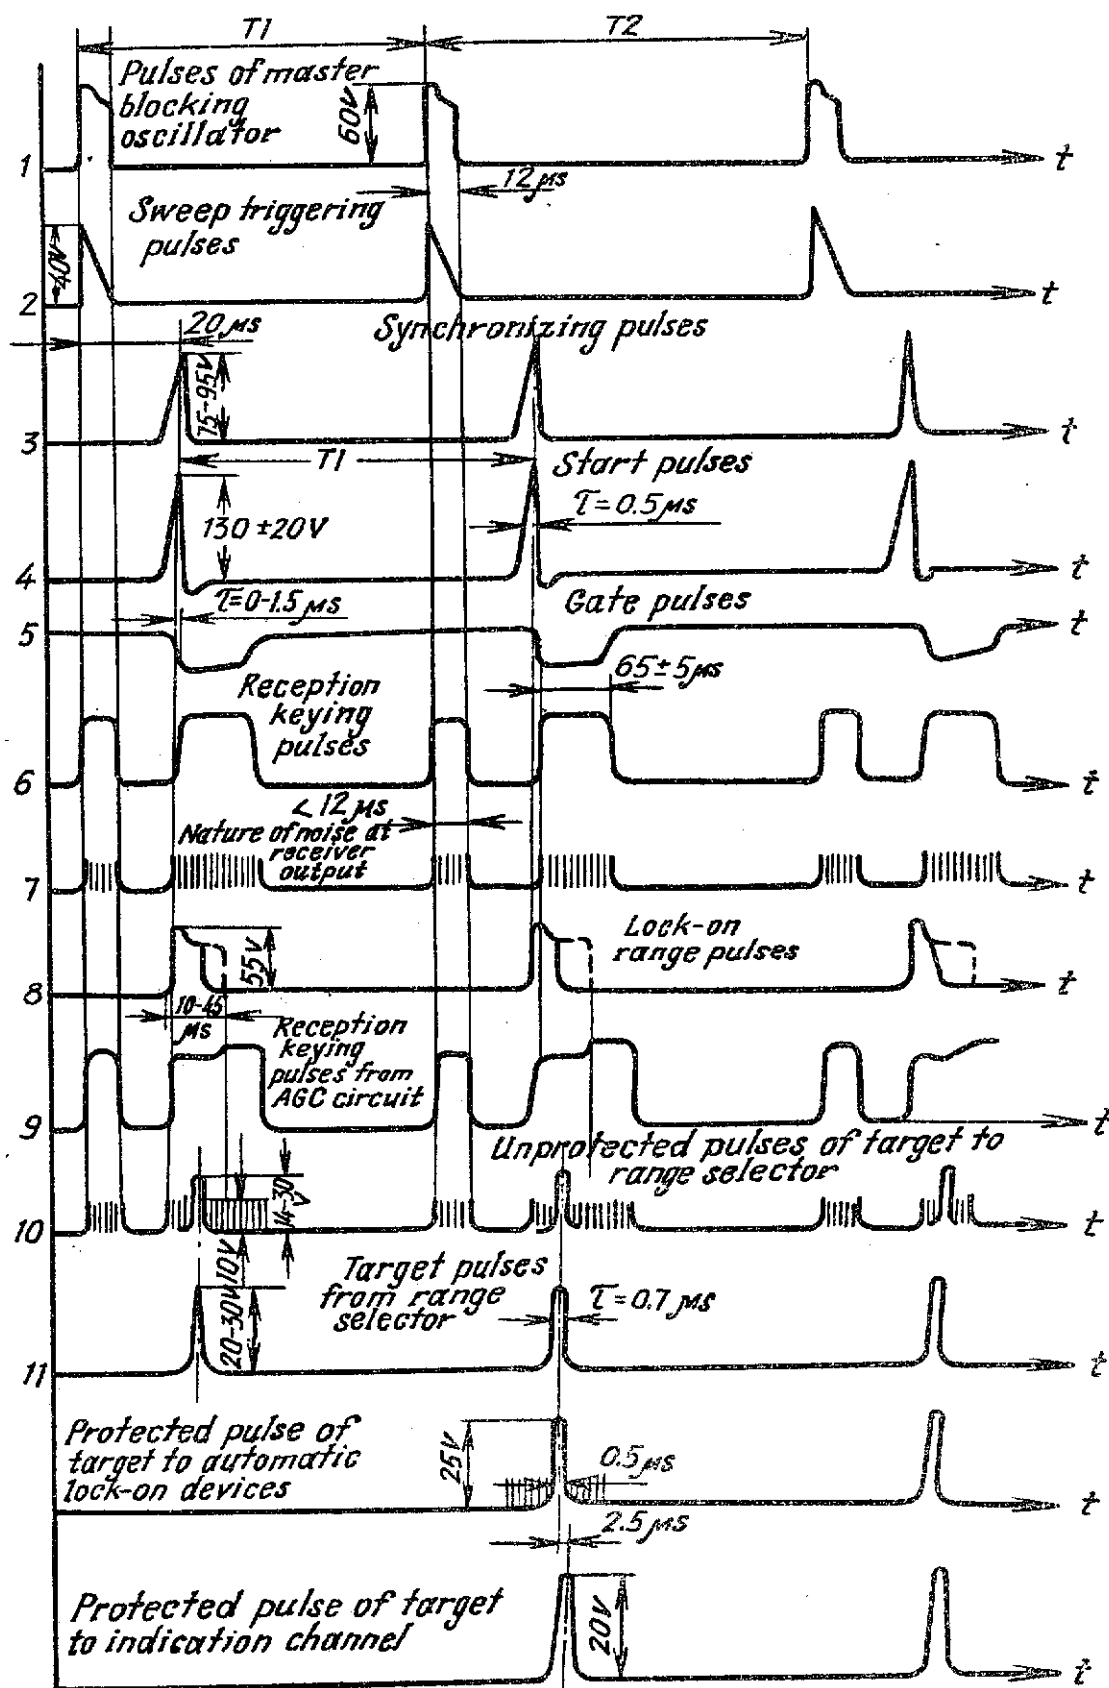 T1
T2
Pulses of master
blocking
oscillator
60V
1
t
12 μs
Sweep triggering
pulses
40V
2
t
20 μs
Synchronizing pulses
75-95V
3
t
T1
Start pulses
130 ±20V
τ=0.5 μs
4
t
τ=0-1.5 μs
Gate pulses
5
t
65±5 μs
Reception
keying
pulses
6
t
< 12 μs
Nature of noise at
receiver
output
7
t
Lock-on
range pulses
55V
8
t
10-45
μs
Reception
keying
pulses from
AGC circuit
9
t
Unprotected pulses of target to
range selector
14-30
V
10
t
10V
Target pulses
from range
selector
τ=0.7 μs
20-30V
11
t
Protected pulse of
target to automatic
lock-on devices
25V
0.5 μs
t
2.5 μs
Protected pulse of target
to indication channel
20V
t